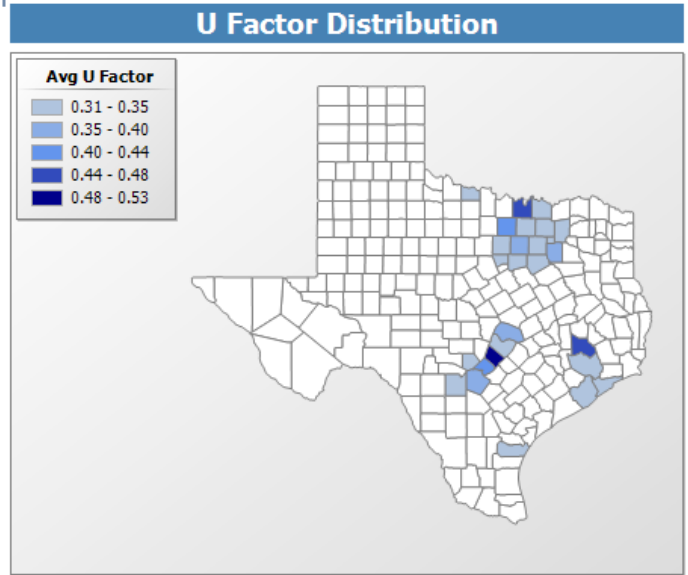 U Factor Distribution
Avg U Factor
0.31 - 0.35
0.35 - 0.40
0.40 - 0.44
0.44 - 0.48
0.48 - 0.53